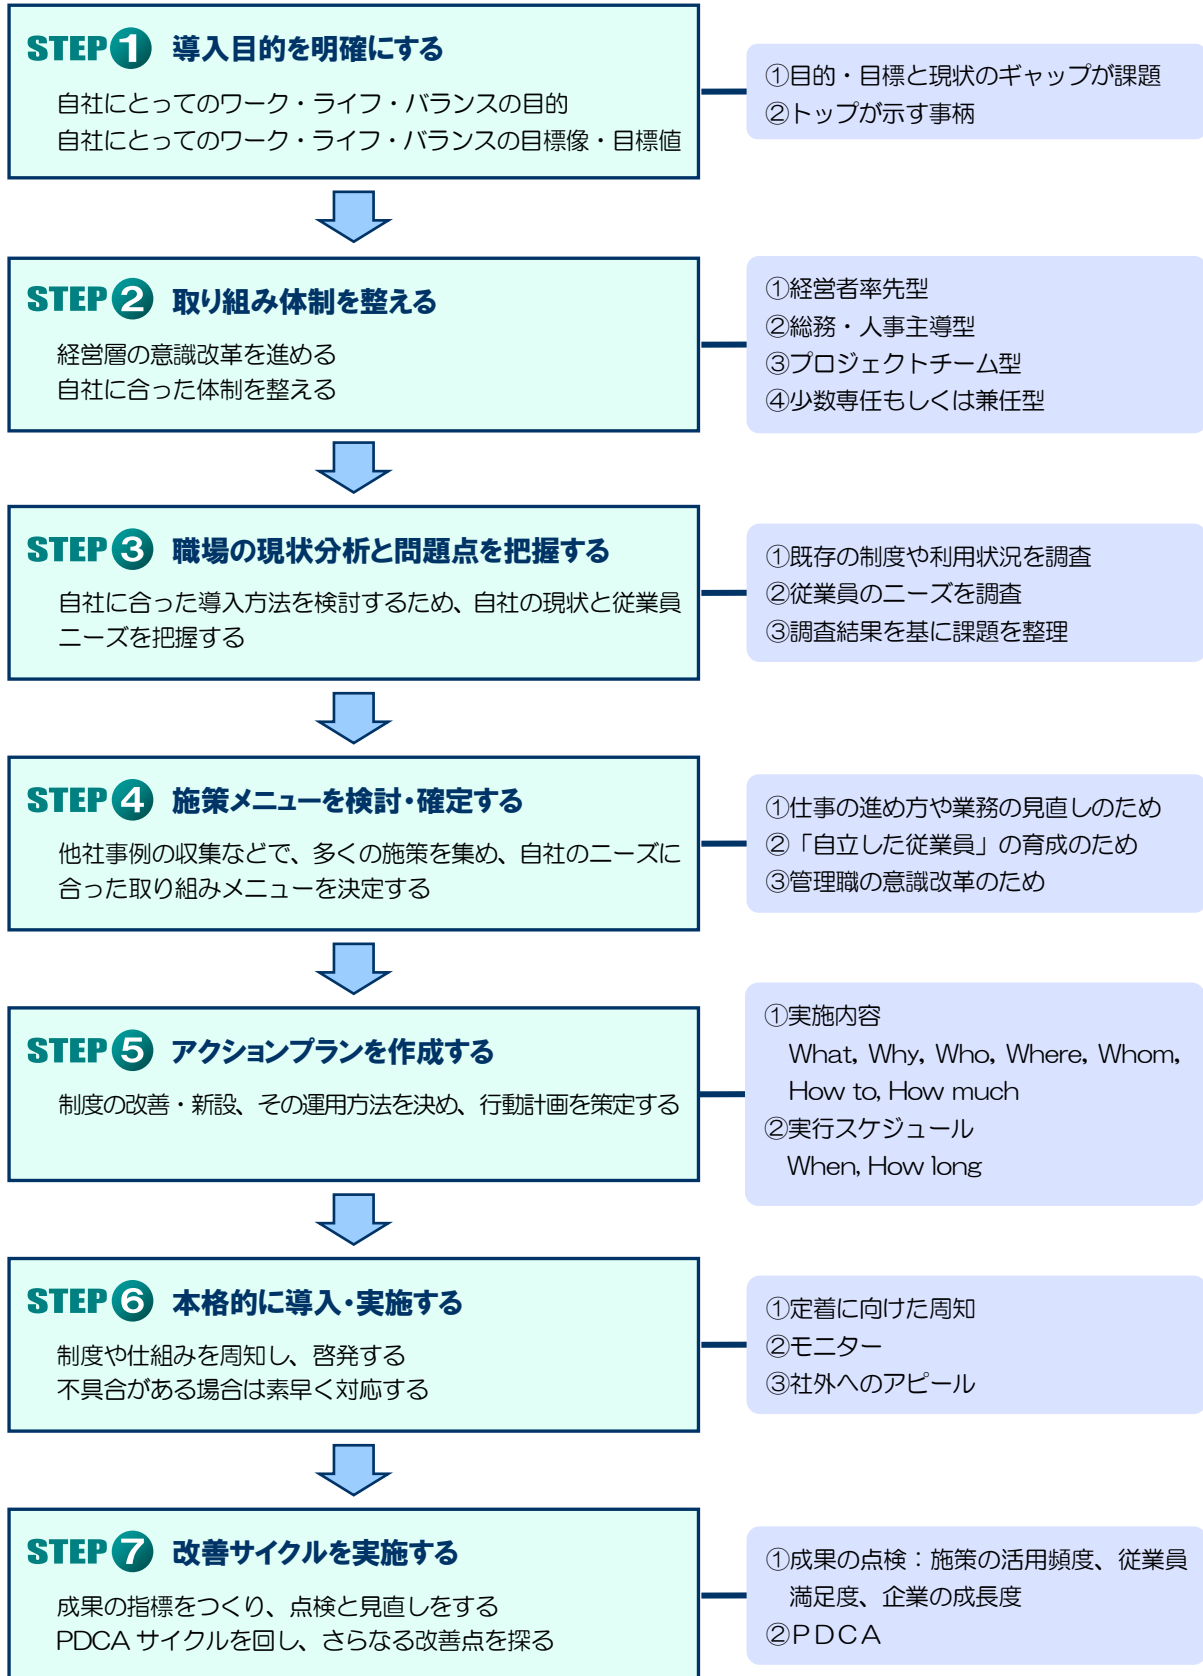 STEP❶ 導入目的を明確にする
自社にとってのワーク・ライフ・バランスの目的
自社にとってのワーク・ライフ・バランスの目標像・目標値
①目的・目標と現状のギャップが課題
②トップが示す事柄
STEP❷ 取り組み体制を整える
経営層の意識改革を進める
自社に合った体制を整える
①経営者率先型
②総務・人事主導型
③プロジェクトチーム型
④少数専任もしくは兼任型
STEP❸ 職場の現状分析と問題点を把握する
自社に合った導入方法を検討するため、自社の現状と従業員
ニーズを把握する
①既存の制度や利用状況を調査
②従業員のニーズを調査
③調査結果を基に課題を整理
STEP❹ 施策メニューを検討・確定する
他社事例の収集などで、多くの施策を集め、自社のニーズに
合った取り組みメニューを決定する
①仕事の進め方や業務の見直しのため
②「自立した従業員」の育成のため
③管理職の意識改革のため
STEP❺ アクションプランを作成する
制度の改善・新設、その運用方法を決め、行動計画を策定する
①実施内容
What, Why, Who, Where, Whom,
How to, How much
②実行スケジュール
When, How long
STEP❻ 本格的に導入・実施する
制度や仕組みを周知し、啓発する
不具合がある場合は素早く対応する
①定着に向けた周知
②モニター
③社外へのアピール
STEP❼ 改善サイクルを実施する
成果の指標をつくり、点検と見直しをする
PDCA サイクルを回し、さらなる改善点を探る
①成果の点検：施策の活用頻度、従業員
満足度、企業の成長度
②ＰＤＣＡ